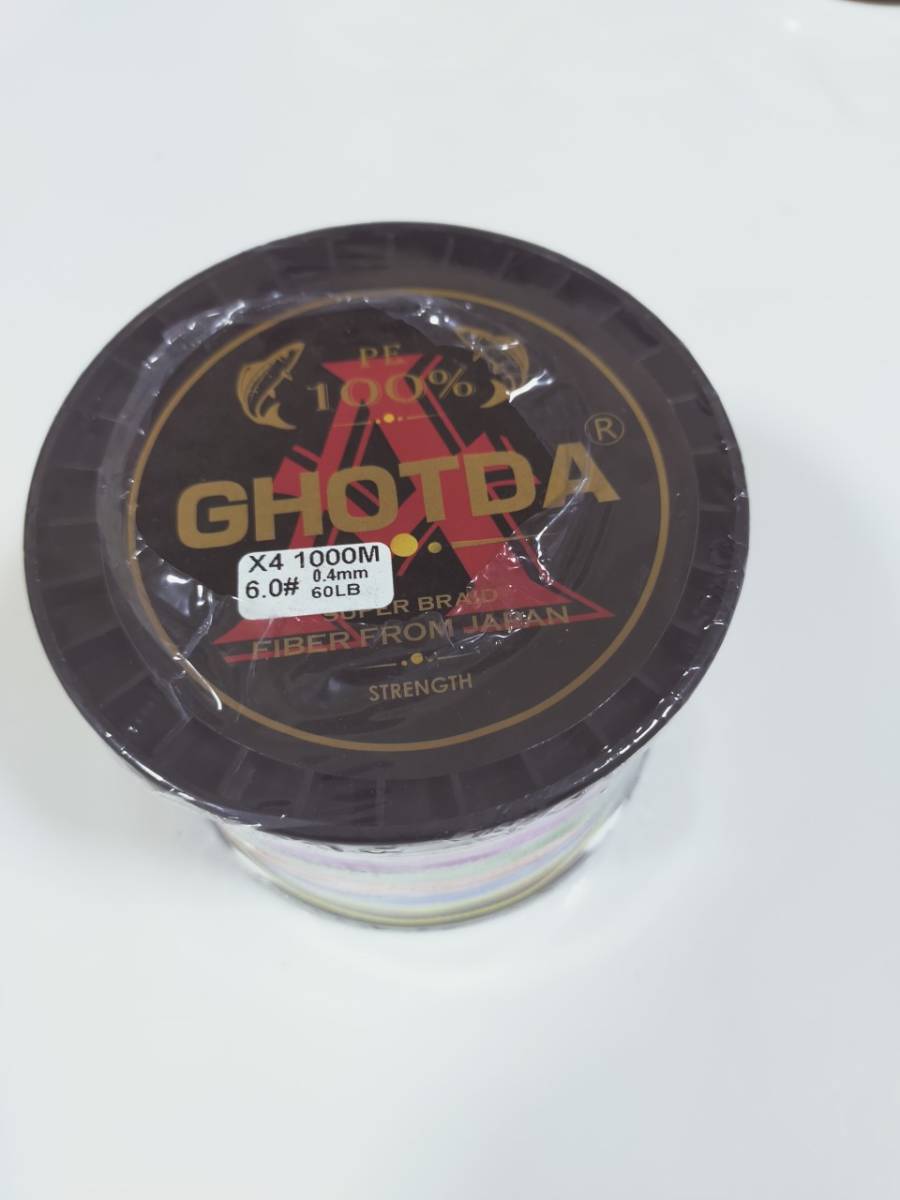 PE
100%
GHOTDA®
X4 1000M
6.0# 0.4mm
60LB
SUPER BRAID
FIBER FROM JAPAN
STRENGTH